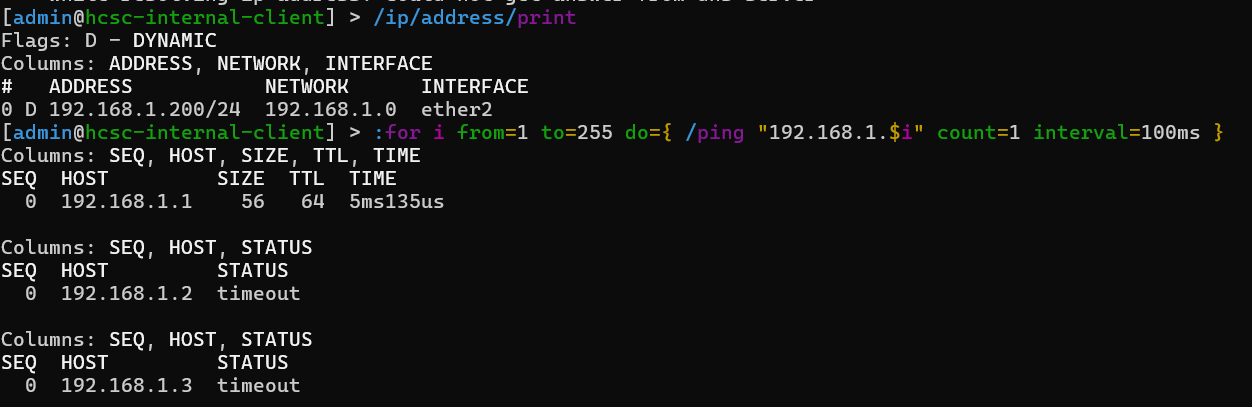 [admin@hcsc-internal-client] > /ip/address/print
Flags: D - DYNAMIC
Columns: ADDRESS, NETWORK, INTERFACE
#   ADDRESS           NETWORK      INTERFACE
0 D 192.168.1.200/24  192.168.1.0  ether2
[admin@hcsc-internal-client] > :for i from=1 to=255 do={ /ping "192.168.1.$i" count=1 interval=100ms }
Columns: SEQ, HOST, SIZE, TTL, TIME
SEQ  HOST         SIZE  TTL  TIME
  0  192.168.1.1    56   64  5ms135us
Columns: SEQ, HOST, STATUS
SEQ  HOST         STATUS
  0  192.168.1.2  timeout
Columns: SEQ, HOST, STATUS
SEQ  HOST         STATUS
  0  192.168.1.3  timeout